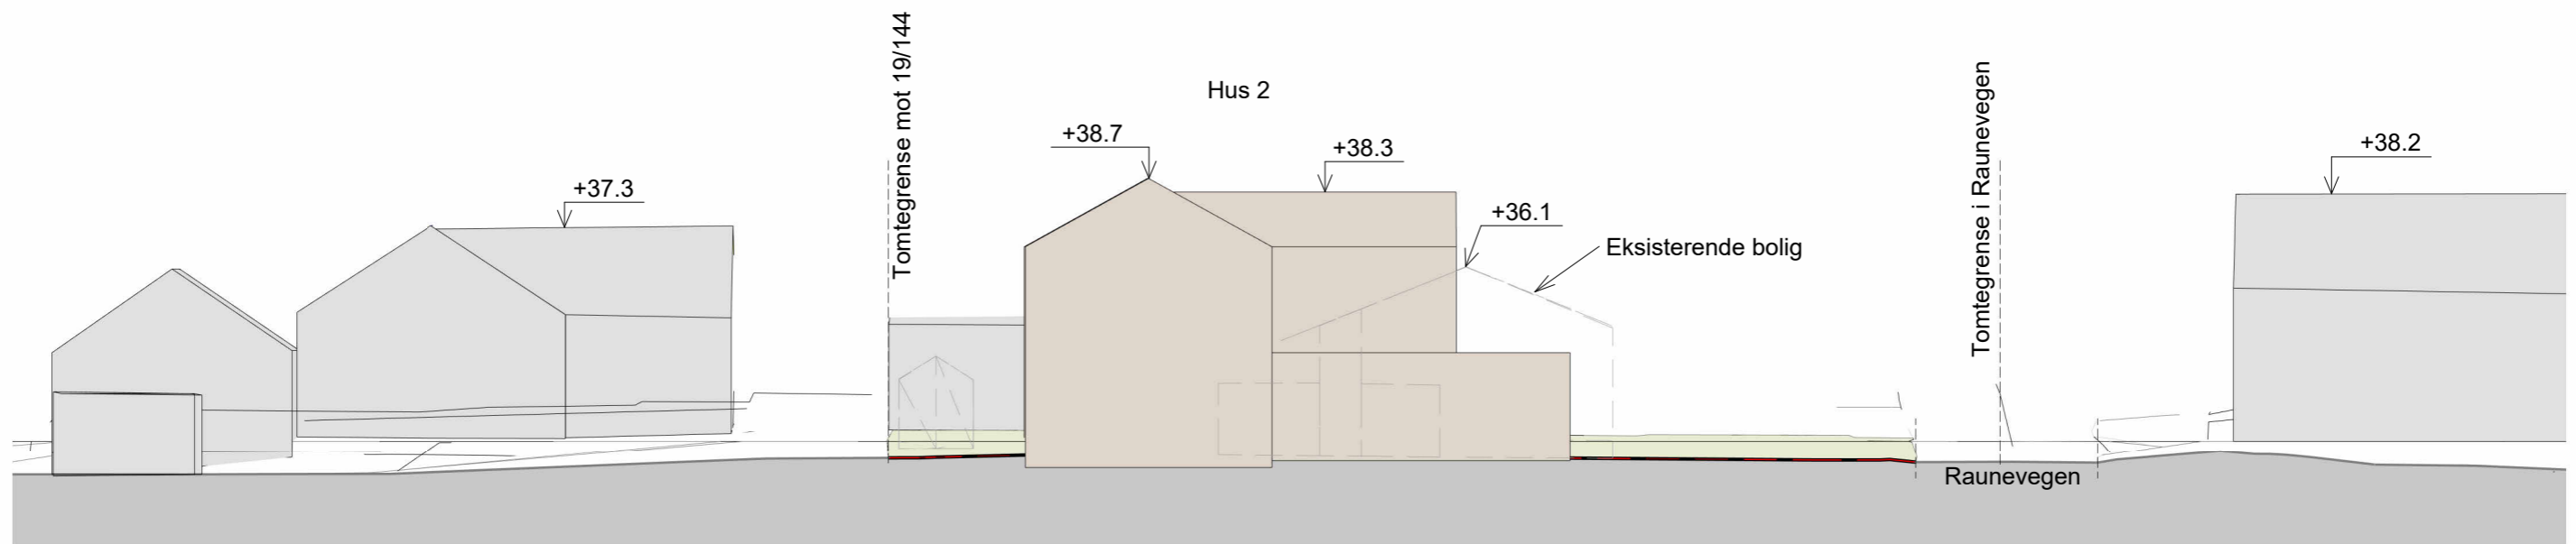 Tomtegrense mot 19/144
Hus 2
Tomtegrense i Raunevegen
+38.7
+38.3
+38.2
+37.3
+36.1
Eksisterende bolig
Raunevegen